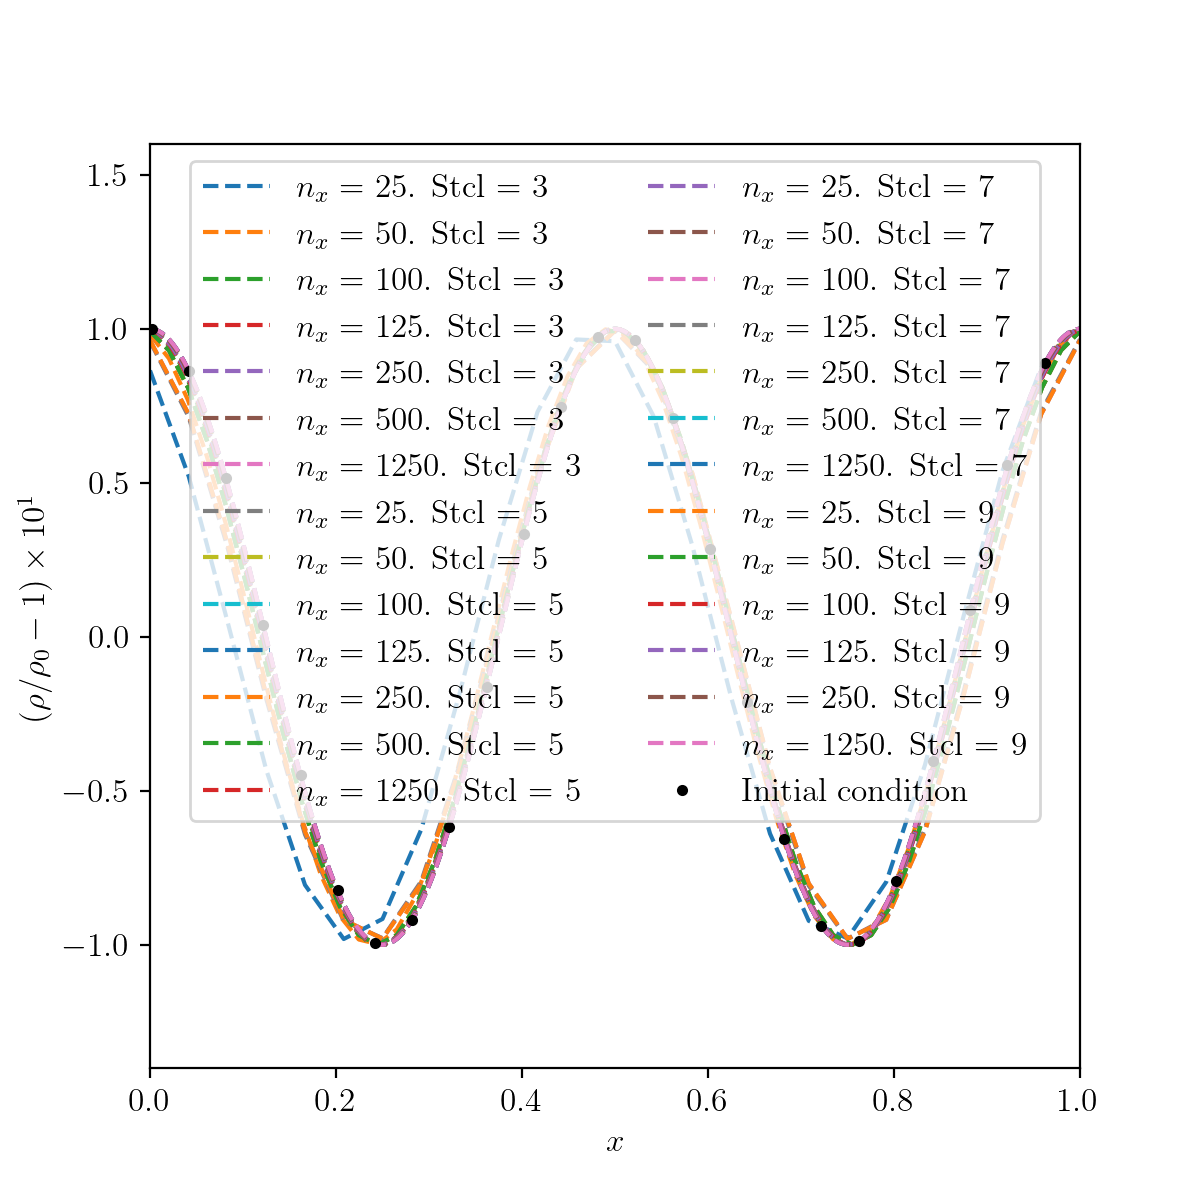 1.5
1.0
0.5
0.0
−0.5
−1.0
(ρ/ρ₀ − 1) × 10¹
nₓ = 25. Stcl = 3
nₓ = 50. Stcl = 3
nₓ = 100. Stcl = 3
nₓ = 125. Stcl = 3
nₓ = 250. Stcl = 3
nₓ = 500. Stcl = 3
nₓ = 1250. Stcl = 3
nₓ = 25. Stcl = 5
nₓ = 50. Stcl = 5
nₓ = 100. Stcl = 5
nₓ = 125. Stcl = 5
nₓ = 250. Stcl = 5
nₓ = 500. Stcl = 5
nₓ = 1250. Stcl = 5
nₓ = 25. Stcl = 7
nₓ = 50. Stcl = 7
nₓ = 100. Stcl = 7
nₓ = 125. Stcl = 7
nₓ = 250. Stcl = 7
nₓ = 500. Stcl = 7
nₓ = 1250. Stcl = 7
nₓ = 25. Stcl = 9
nₓ = 50. Stcl = 9
nₓ = 100. Stcl = 9
nₓ = 125. Stcl = 9
nₓ = 250. Stcl = 9
nₓ = 1250. Stcl = 9
Initial condition
0.0 0.2 0.4 0.6 0.8 1.0
x